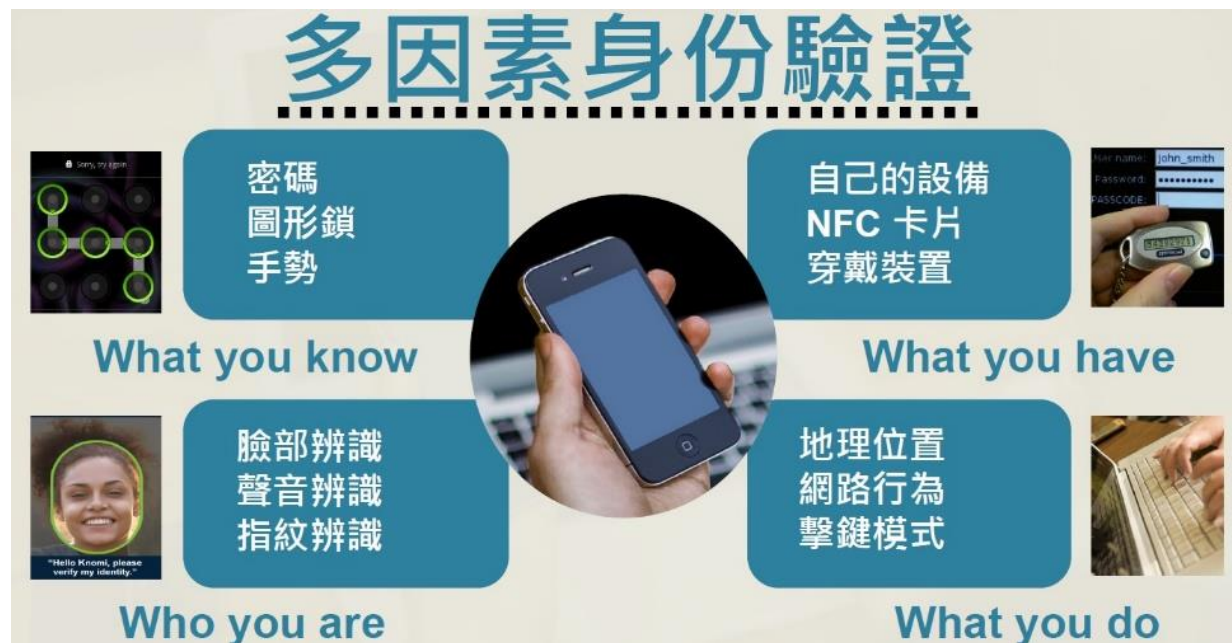 多因素身份驗證
Sorry, try again
密碼
圖形鎖
手勢
What you know
自己的設備
NFC 卡片
穿戴裝置
User name: john_smith
Password: ••••••••••
PASSCODE:
What you have
臉部辨識
聲音辨識
指紋辨識
"Hello Knomi, please
verify my identity."
Who you are
地理位置
網路行為
擊鍵模式
What you do